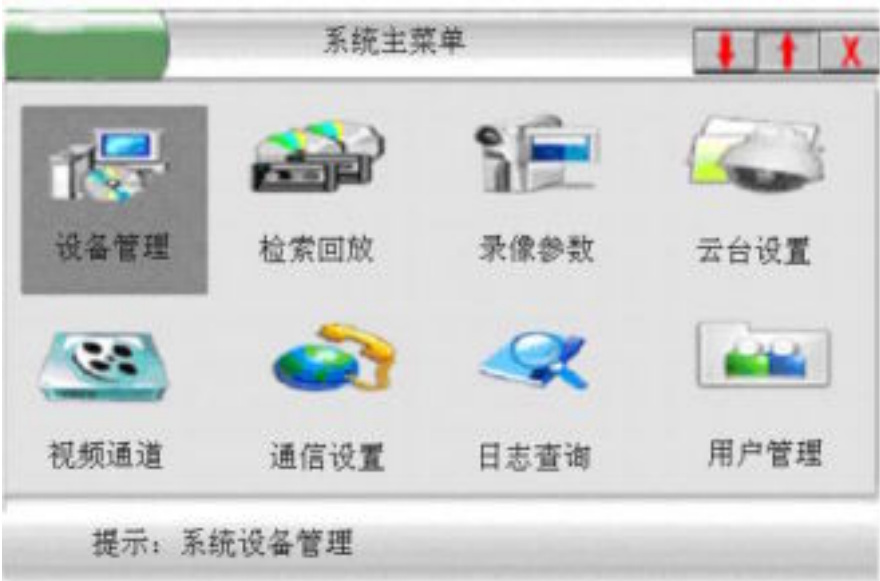 系统主菜单
X
设备管理 检索回放 录像参数 云台设置
视频通道 通信设置 日志查询 用户管理
提示：系统设备管理